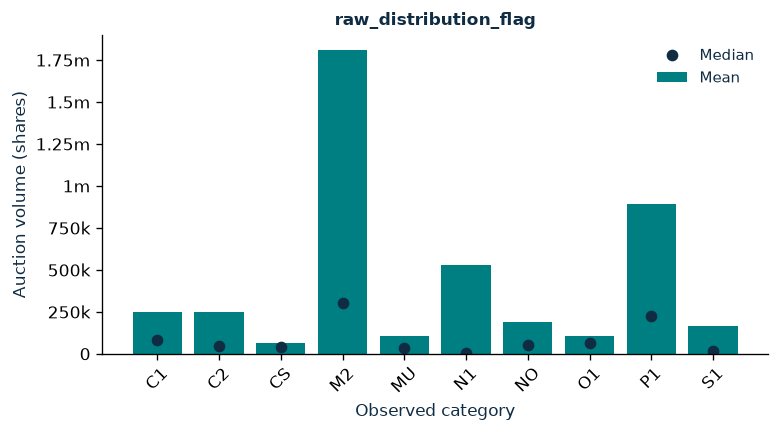 raw_distribution_flag
Median
Mean
Auction volume (shares)
1.75m
1.5m
1.25m
1m
750k
500k
250k
0
C1
C2
CS
M2
MU
N1
NO
O1
P1
S1
Observed category